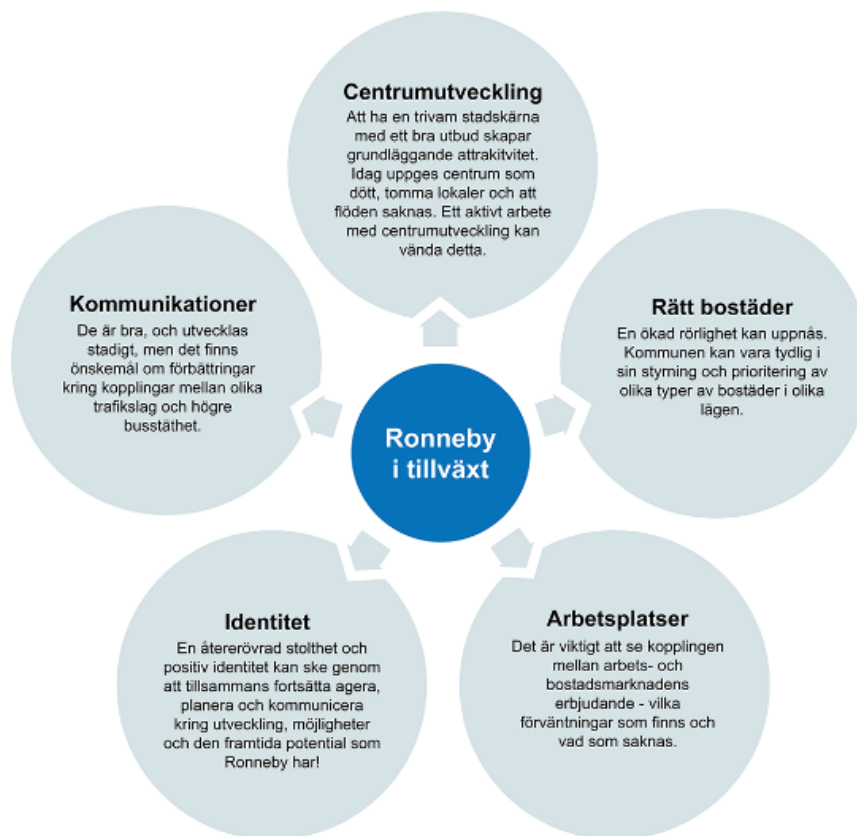 Centrumutveckling
Att ha en trivam stadskärna
med ett bra utbud skapar
grundläggande attrakitvitet.
Idag uppges centrum som
dött, tomma lokaler och att
flöden saknas. Ett aktivt arbete
med centrumutveckling kan
vända detta.
Kommunikationer
De är bra, och utvecklas
stadigt, men det finns
önskemål om förbättringar
kring kopplingar mellan olika
trafikslag och högre
busstäthet.
Rätt bostäder
En ökad rörlighet kan uppnås.
Kommunen kan vara tydlig i
sin styrning och prioritering av
olika typer av bostäder i olika
lägen.
Ronneby
i tillväxt
Identitet
En återerövrad stolthet och
positiv identitet kan ske genom
att tillsammans fortsätta agera,
planera och kommunicera
kring utveckling, möjligheter
och den framtida potential som
Ronneby har!
Arbetsplatser
Det är viktigt att se kopplingen
mellan arbets- och
bostadsmarknadens
erbjudande - vilka
förväntningar som finns och
vad som saknas.